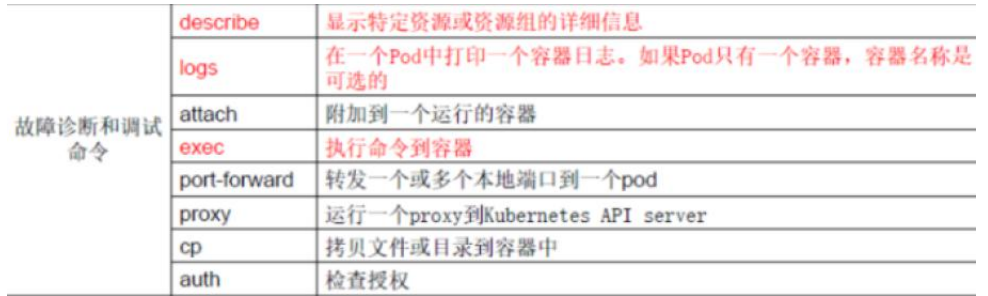 故障诊断和调试
命令
describe 显示特定资源或资源组的详细信息
logs 在一个Pod中打印一个容器日志。如果Pod只有一个容器，容器名称是
可选的
attach 附加到一个运行的容器
exec 执行命令到容器
port-forward 转发一个或多个本地端口到一个pod
proxy 运行一个proxy到Kubernetes API server
cp 拷贝文件或目录到容器中
auth 检查授权